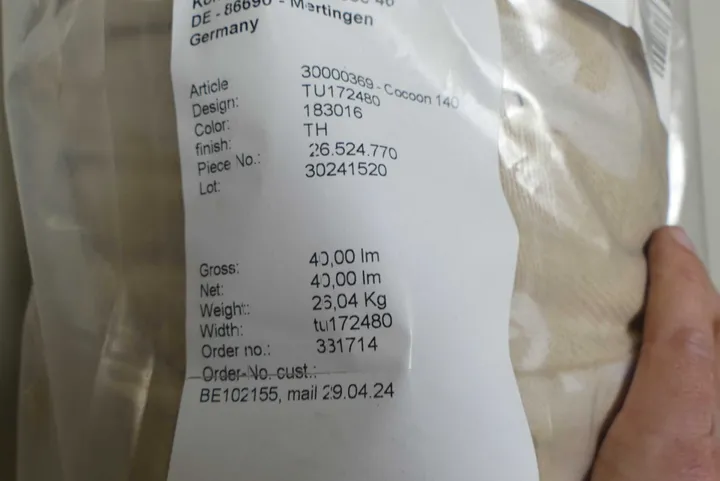 DE - 86690 - Mertingen
Germany
Article 30000369 - Cocoon 140
Design: TU172480
Color: 183016
finish: TH
Piece No.: 26.524.770
Lot: 30241520
Gross: 40,00 lm
Net: 40,00 lm
Weight: 26,04 Kg
Width: tu172480
Order no.: 331714
Order-No. cust.:
BE102155, mail 29.04.24